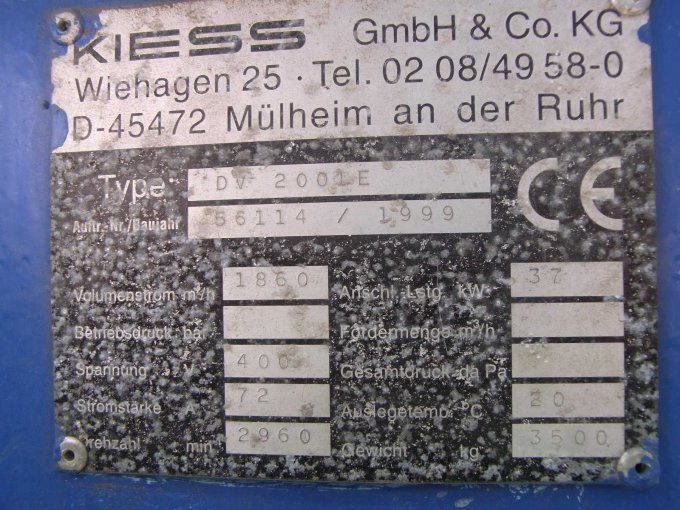 KIESS GmbH & Co. KG
Wiehagen 25 · Tel. 02 08/49 58-0
D-45472 Mülheim an der Ruhr
Type: DV 2001E
Auftr.-Nr./Baujahr 56114 / 1999
CE
Volumenstrom m³/h 1860 Anschl. Lstg. kW 37
Betriebsdruck bar Fördermenge m³/h
Spannung V 400 Gesamtdruck da Pa
Stromstärke A 72 Auslegetemp. °C 20
Drehzahl min 2960 Gewicht kg 3500